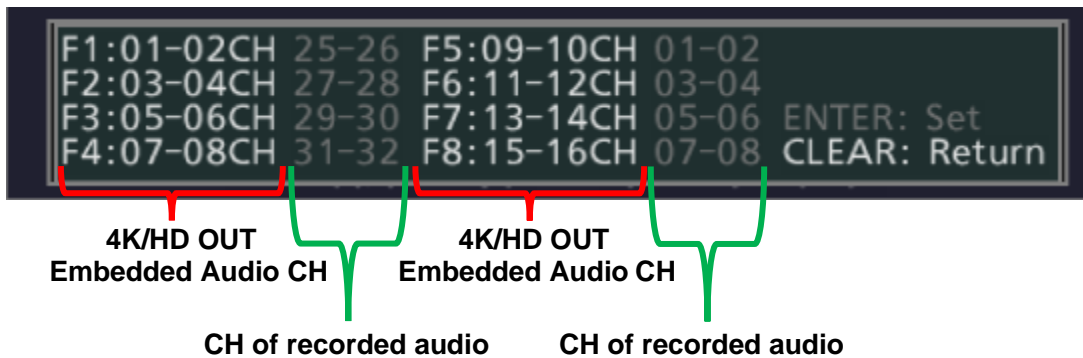 F1:01-02CH 25-26 F5:09-10CH 01-02
F2:03-04CH 27-28 F6:11-12CH 03-04
F3:05-06CH 29-30 F7:13-14CH 05-06 ENTER: Set
F4:07-08CH 31-32 F8:15-16CH 07-08 CLEAR: Return
4K/HD OUT 4K/HD OUT
Embedded Audio CH Embedded Audio CH
CH of recorded audio CH of recorded audio